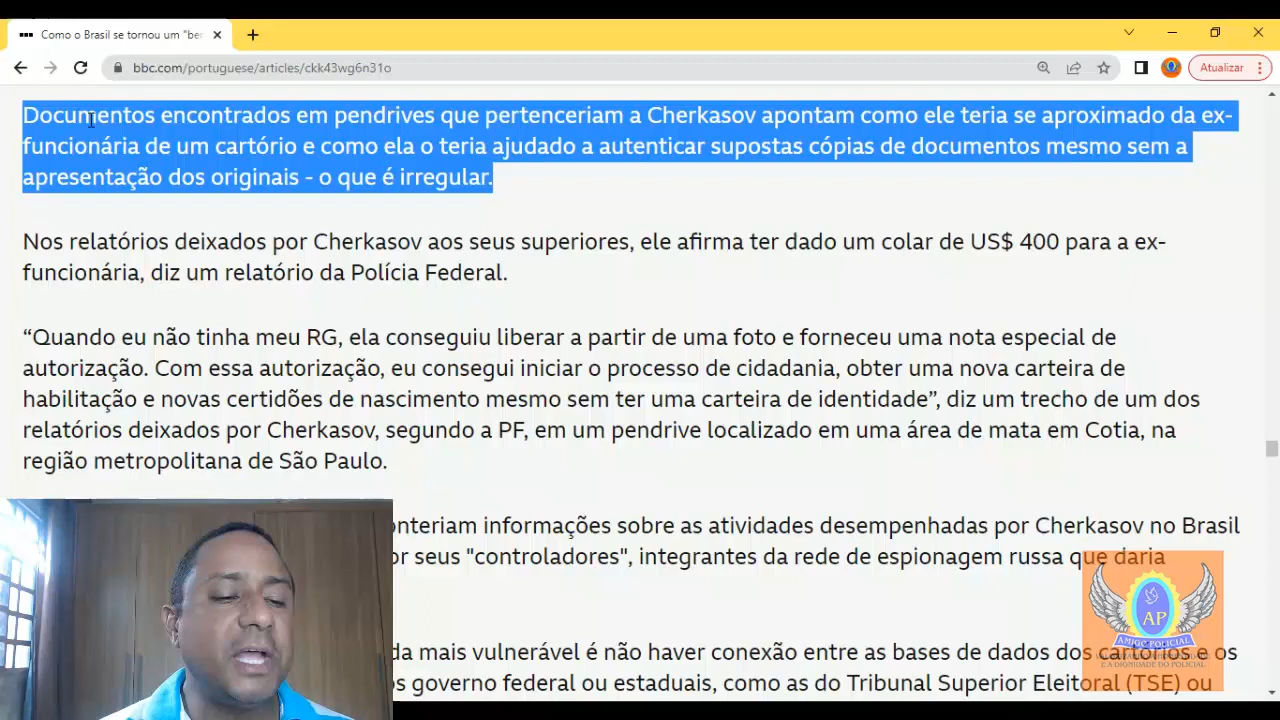 Como o Brasil se tornou um "ber
Atualizar
bbc.com/portuguese/articles/ckk43wg6n31o
Documentos encontrados em pendrives que pertenceriam a Cherkasov apontam como ele teria se aproximado da ex-
funcionária de um cartório e como ela o teria ajudado a autenticar supostas cópias de documentos mesmo sem a
apresentação dos originais - o que é irregular.
Nos relatórios deixados por Cherkasov aos seus superiores, ele afirma ter dado um colar de US$ 400 para a ex-
funcionária, diz um relatório da Polícia Federal.
“Quando eu não tinha meu RG, ela conseguiu liberar a partir de uma foto e forneceu uma nota especial de
autorização. Com essa autorização, eu consegui iniciar o processo de cidadania, obter uma nova carteira de
habilitação e novas certidões de nascimento mesmo sem ter uma carteira de identidade”, diz um trecho de um dos
relatórios deixados por Cherkasov, segundo a PF, em um pendrive localizado em uma área de mata em Cotia, na
região metropolitana de São Paulo.
onteriam informações sobre as atividades desempenhadas por Cherkasov no Brasil
or seus "controladores", integrantes da rede de espionagem russa que daria
da mais vulnerável é não haver conexão entre as bases de dados dos cartórios e os
os governo federal ou estaduais, como as do Tribunal Superior Eleitoral (TSE) ou
AP
AMIGO POLICIAL
E A DIGNIDADE DO POLICIAL